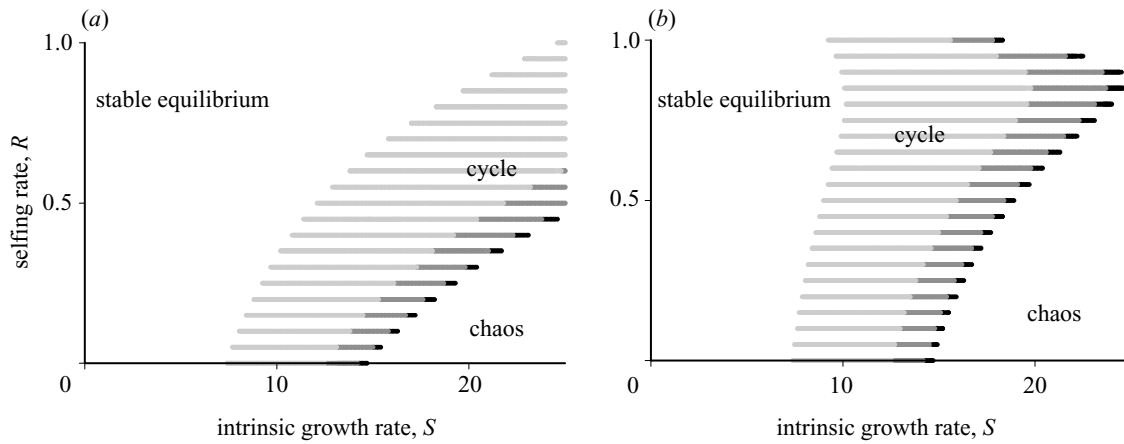 (a)
1.0
stable equilibrium
cycle
0.5
chaos
0
10
20
selfing rate, R
intrinsic growth rate, S
(b)
1.0
stable equilibrium
cycle
0.5
chaos
0
10
20
intrinsic growth rate, S